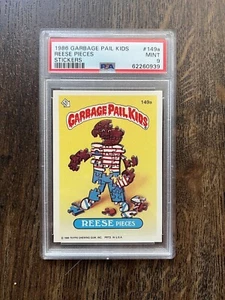 1986 GARBAGE PAIL KIDS #149a
REESE PIECES MINT
STICKERS 9
PSA 62260939
149a
GARBAGE PAIL KIDS
REESE PIECES